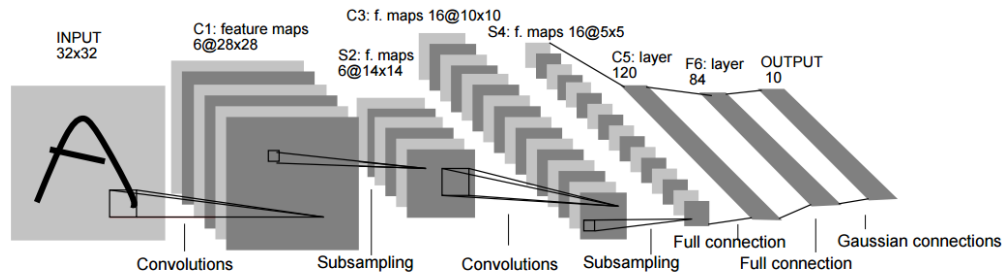 INPUT
32x32
C1: feature maps
6@28x28
S2: f. maps
6@14x14
C3: f. maps 16@10x10
S4: f. maps 16@5x5
C5: layer
120
F6: layer
84
OUTPUT
10
Convolutions
Subsampling
Convolutions
Subsampling
Full connection
Full connection
Gaussian connections